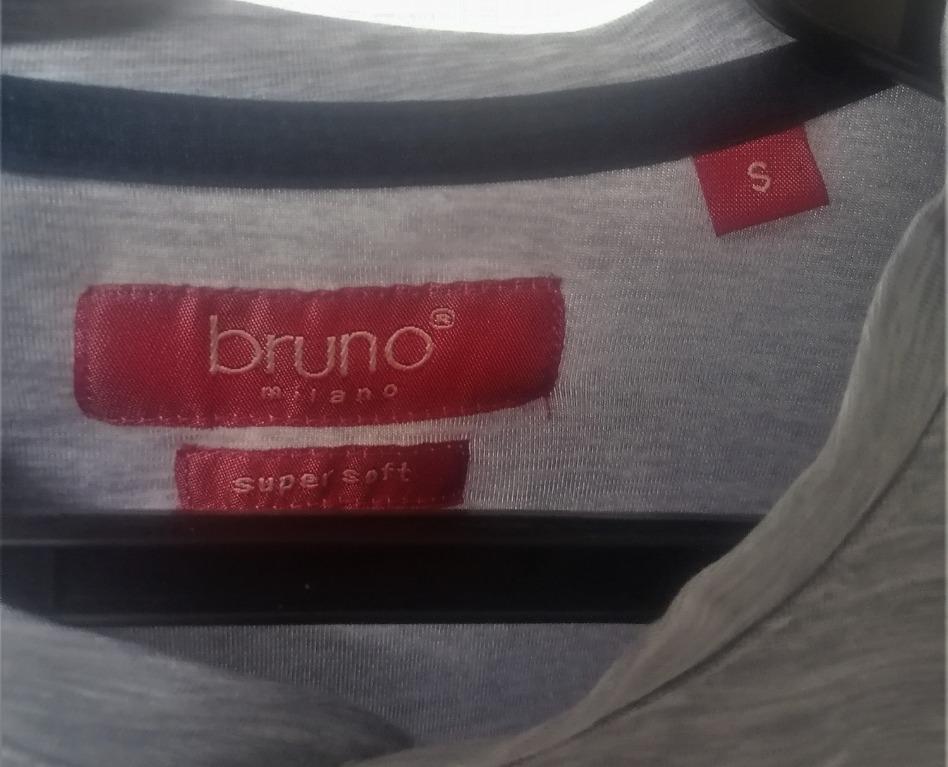 S
bruno®
milano
super soft